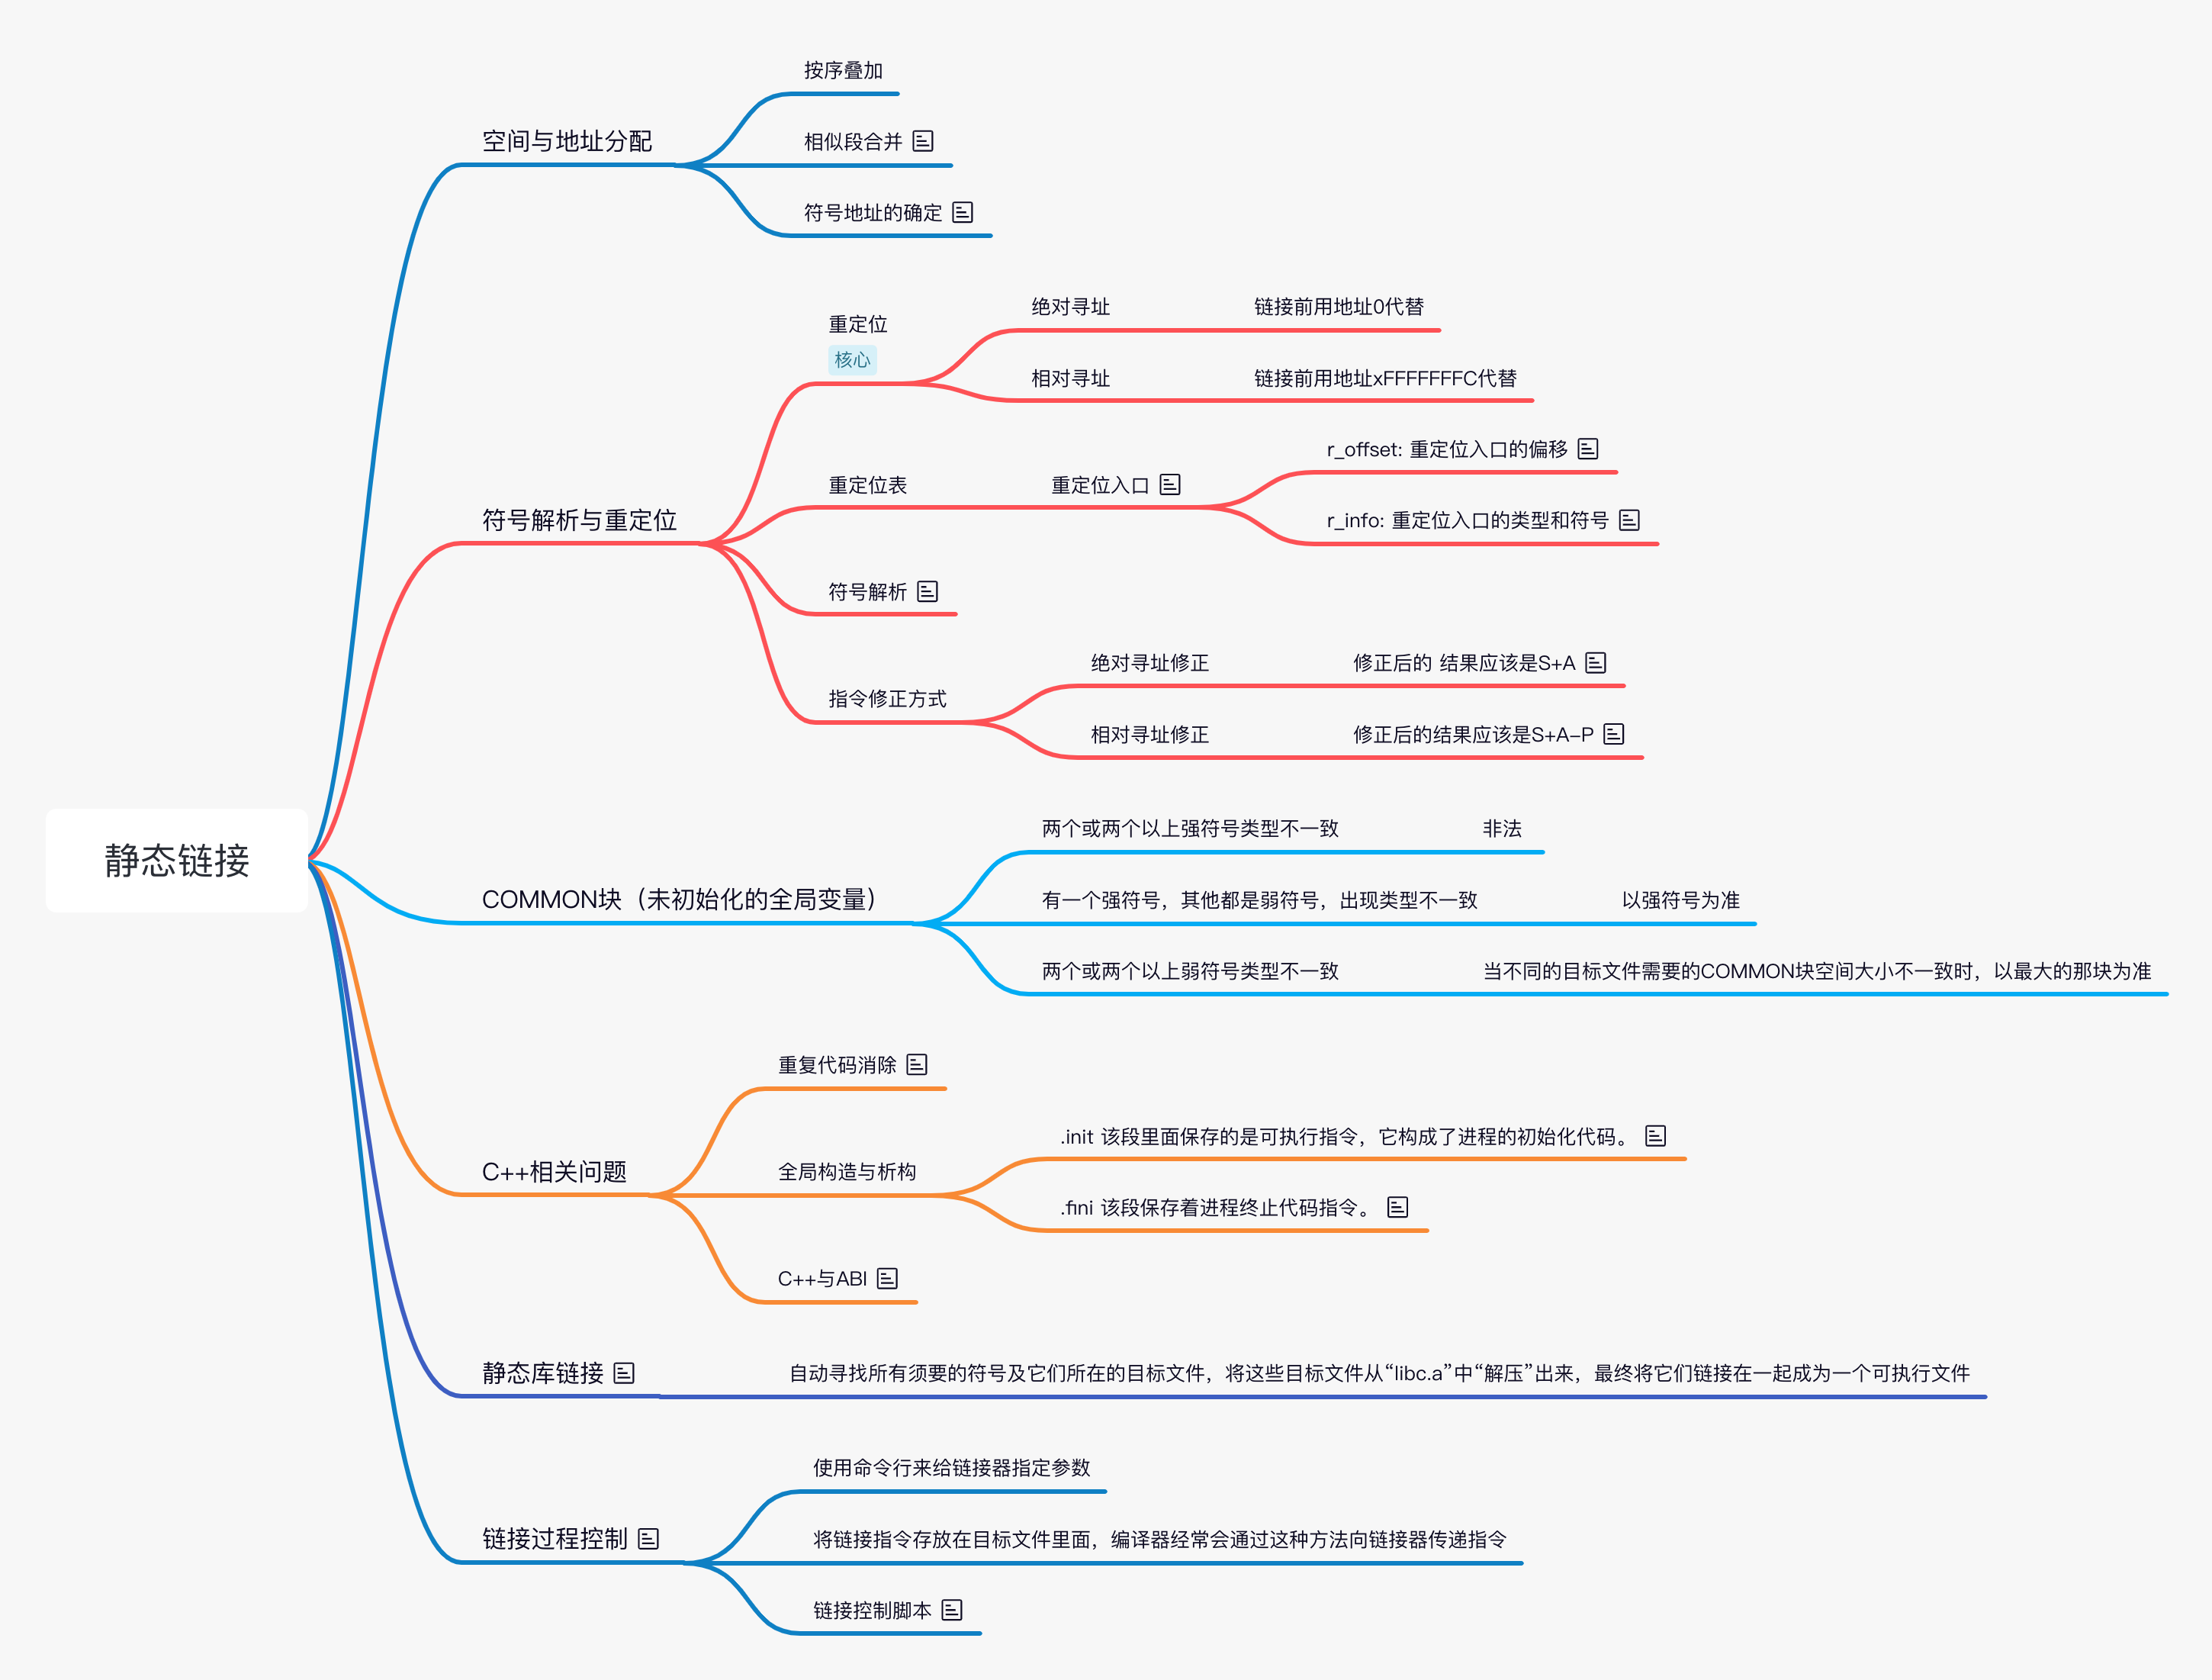 静态链接
空间与地址分配
按序叠加
相似段合并
符号地址的确定
符号解析与重定位
重定位
核心
绝对寻址
链接前用地址0代替
相对寻址
链接前用地址xFFFFFFFC代替
重定位表
重定位入口
r_offset: 重定位入口的偏移
r_info: 重定位入口的类型和符号
符号解析
指令修正方式
绝对寻址修正
修正后的 结果应该是S+A
相对寻址修正
修正后的结果应该是S+A-P
COMMON块（未初始化的全局变量）
两个或两个以上强符号类型不一致
非法
有一个强符号，其他都是弱符号，出现类型不一致
以强符号为准
两个或两个以上弱符号类型不一致
当不同的目标文件需要的COMMON块空间大小不一致时，以最大的那块为准
C++相关问题
重复代码消除
全局构造与析构
.init 该段里面保存的是可执行指令，它构成了进程的初始化代码。
.fini 该段保存着进程终止代码指令。
C++与ABI
静态库链接
自动寻找所有须要的符号及它们所在的目标文件，将这些目标文件从“libc.a”中“解压”出来，最终将它们链接在一起成为一个可执行文件
链接过程控制
使用命令行来给链接器指定参数
将链接指令存放在目标文件里面，编译器经常会通过这种方法向链接器传递指令
链接控制脚本